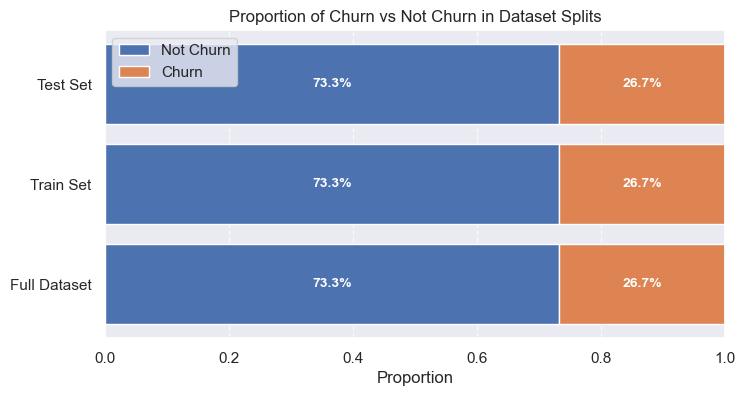 Proportion of Churn vs Not Churn in Dataset Splits
Not Churn
Churn
Test Set
73.3%
26.7%
Train Set
73.3%
26.7%
Full Dataset
73.3%
26.7%
0.0
0.2
0.4
0.6
0.8
1.0
Proportion